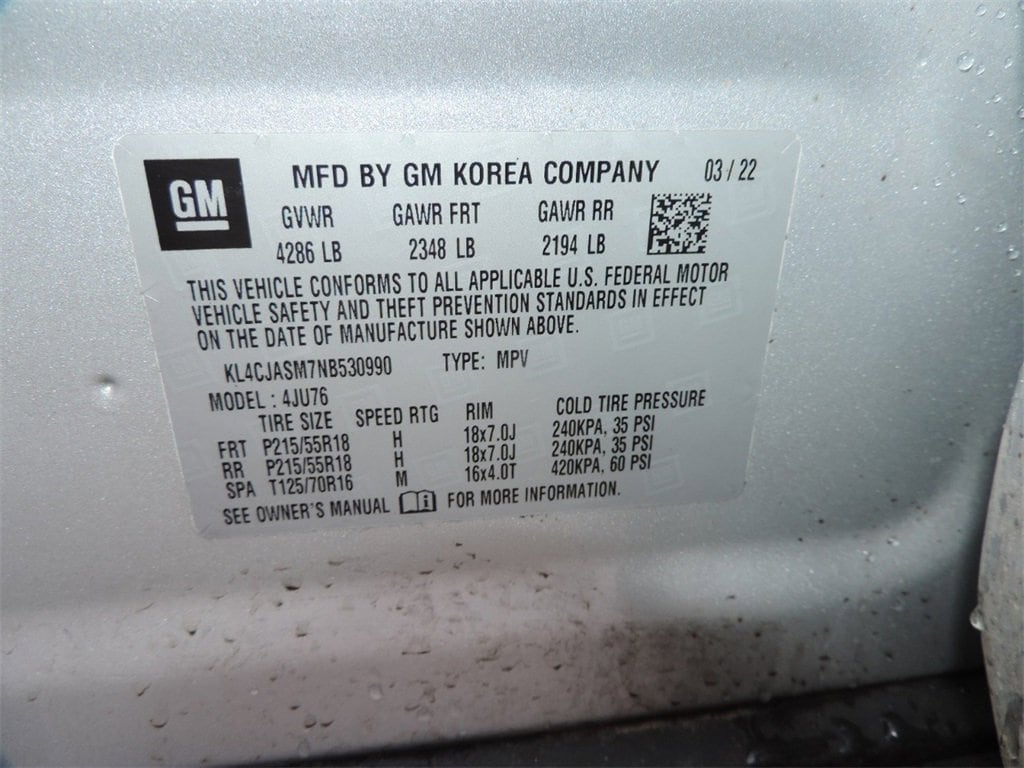 GM
MFD BY GM KOREA COMPANY 03 / 22
GVWR GAWR FRT GAWR RR
4286 LB 2348 LB 2194 LB
THIS VEHICLE CONFORMS TO ALL APPLICABLE U.S. FEDERAL MOTOR
VEHICLE SAFETY AND THEFT PREVENTION STANDARDS IN EFFECT
ON THE DATE OF MANUFACTURE SHOWN ABOVE.
KL4CJASM7NB530990 TYPE: MPV
MODEL : 4JU76
TIRE SIZE SPEED RTG RIM COLD TIRE PRESSURE
FRT P215/55R18 H 18x7.0J 240KPA, 35 PSI
RR P215/55R18 H 18x7.0J 240KPA, 35 PSI
SPA T125/70R16 M 16x4.0T 420KPA, 60 PSI
SEE OWNER'S MANUAL FOR MORE INFORMATION.